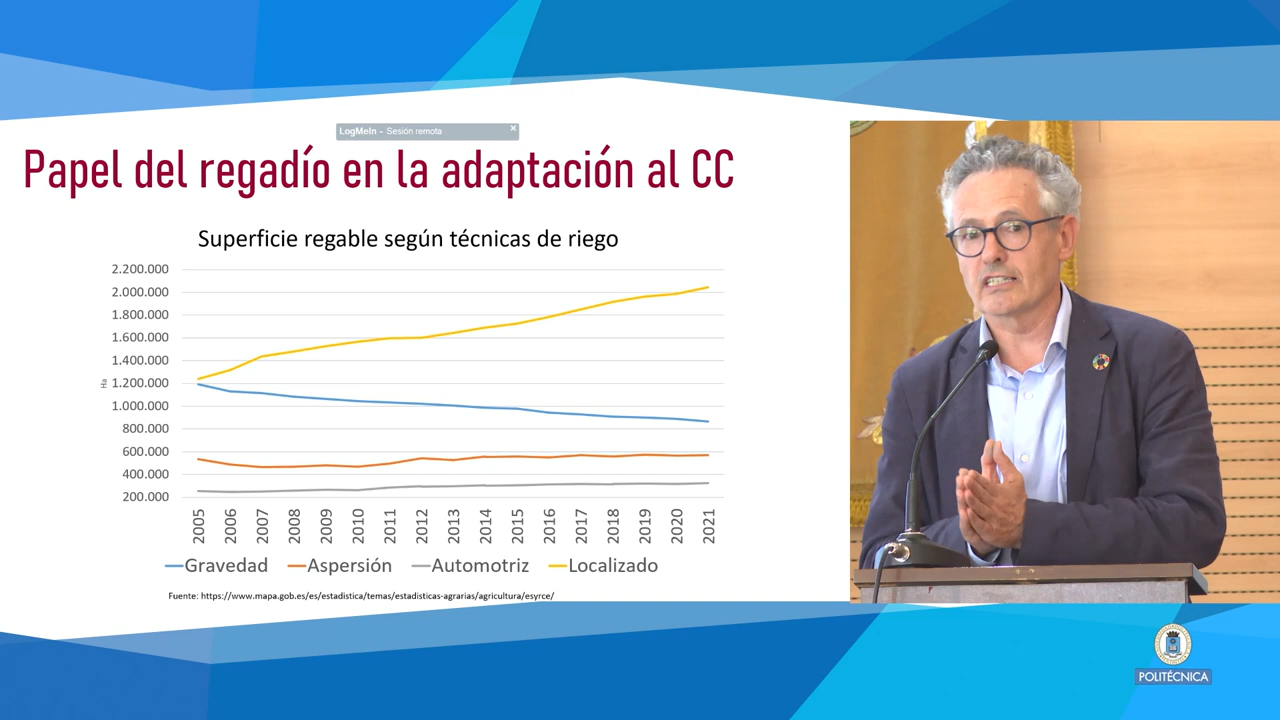 LogMeIn - Sesión remota
Papel del regadío en la adaptación al CC
Superficie regable según técnicas de riego
2.200.000
2.000.000
1.800.000
1.600.000
1.400.000
1.200.000
1.000.000
800.000
600.000
400.000
200.000
Ha
2005 2006 2007 2008 2009 2010 2011 2012 2013 2014 2015 2016 2017 2018 2019 2020 2021
Gravedad Aspersión Automotriz Localizado
Fuente: https://www.mapa.gob.es/es/estadistica/temas/estadisticas-agrarias/agricultura/esyrce/
POLITÉCNICA